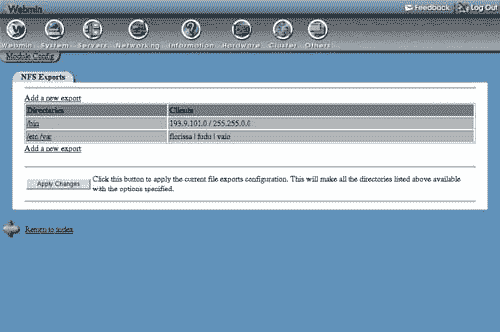 Webmin
Feedback
Log Out
Webmin System Servers Networking Information Hardware Cluster Others
Module Config
NFS Exports
Add a new export
Directories Clients
/bin 193.9.101.0 / 255.255.0.0
/etc /var florissa | fudu | vaio
Add a new export
Apply Changes
Click this button to apply the current file exports configuration. This will make all the directories listed above available
with the options specified.
Return to index